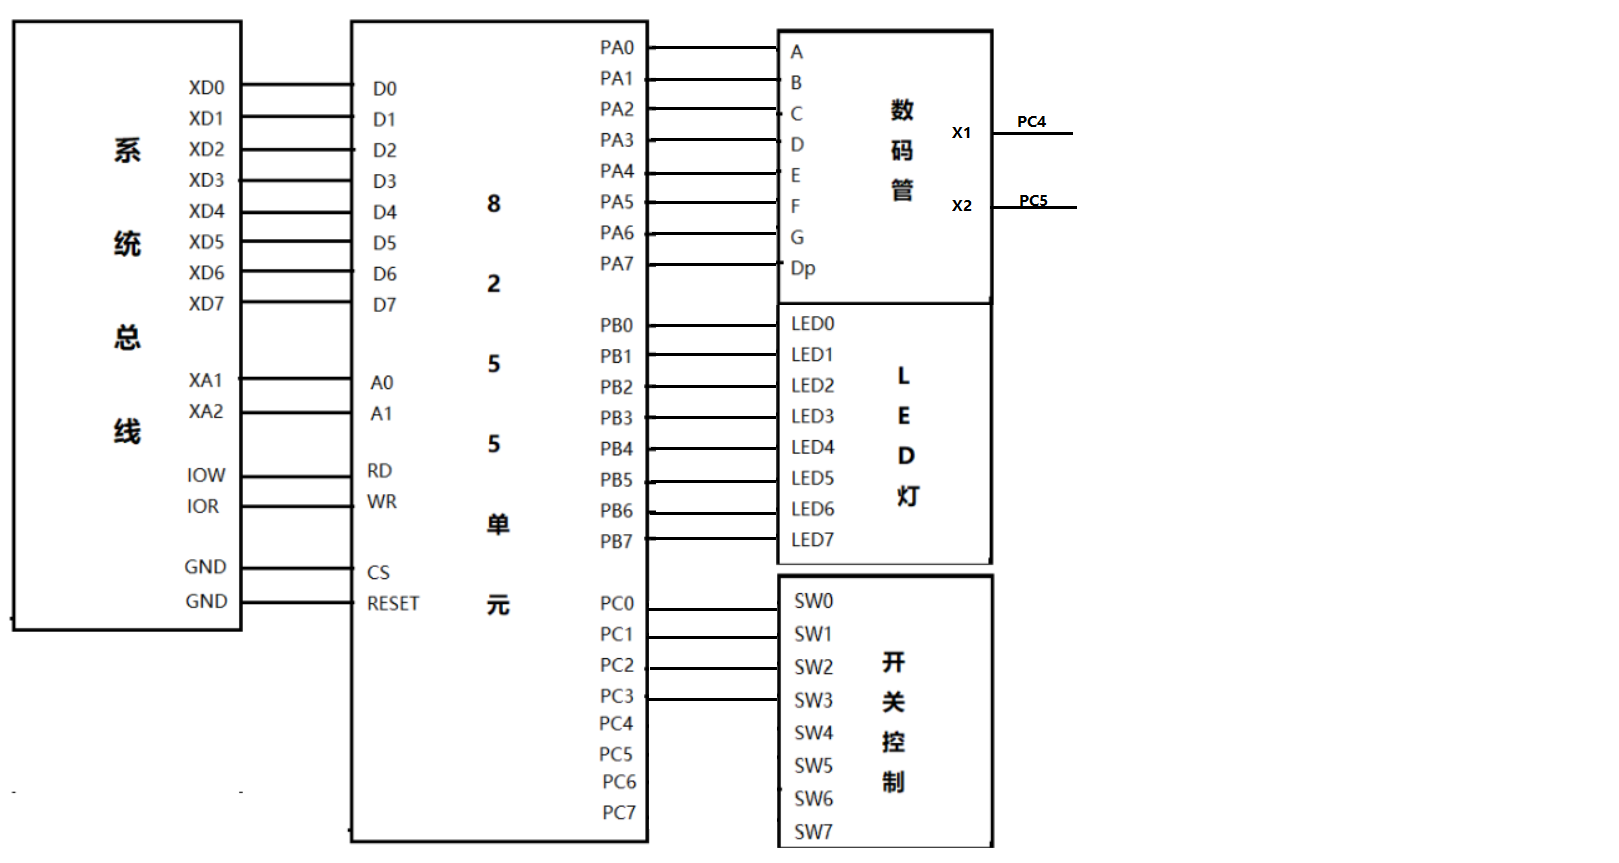 系统总线
XD0
XD1
XD2
XD3
XD4
XD5
XD6
XD7
XA1
XA2
IOW
IOR
GND
GND
D0
D1
D2
D3
D4
D5
D6
D7
A0
A1
RD
WR
CS
RESET
8255单元
PA0
PA1
PA2
PA3
PA4
PA5
PA6
PA7
PB0
PB1
PB2
PB3
PB4
PB5
PB6
PB7
PC0
PC1
PC2
PC3
PC4
PC5
PC6
PC7
A
B
C
D
E
F
G
Dp
数码管
X1
X2
PC4
PC5
LED0
LED1
LED2
LED3
LED4
LED5
LED6
LED7
LED灯
SW0
SW1
SW2
SW3
SW4
SW5
SW6
SW7
开关控制